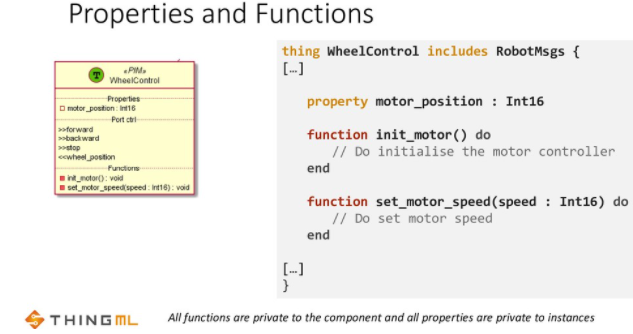 Properties and Functions
T
«PIM»
WheelControl
Properties
motor_position : Int16
Port ctrl
>>forward
>>backward
>>stop
<<wheel_position
Functions
init_motor() : void
set_motor_speed(speed : Int16) : void
thing WheelControl includes RobotMsgs {
[…]
property motor_position : Int16
function init_motor() do
// Do initialise the motor controller
end
function set_motor_speed(speed : Int16) do
// Do set motor speed
end
[…]
}
THINGML
All functions are private to the component and all properties are private to instances